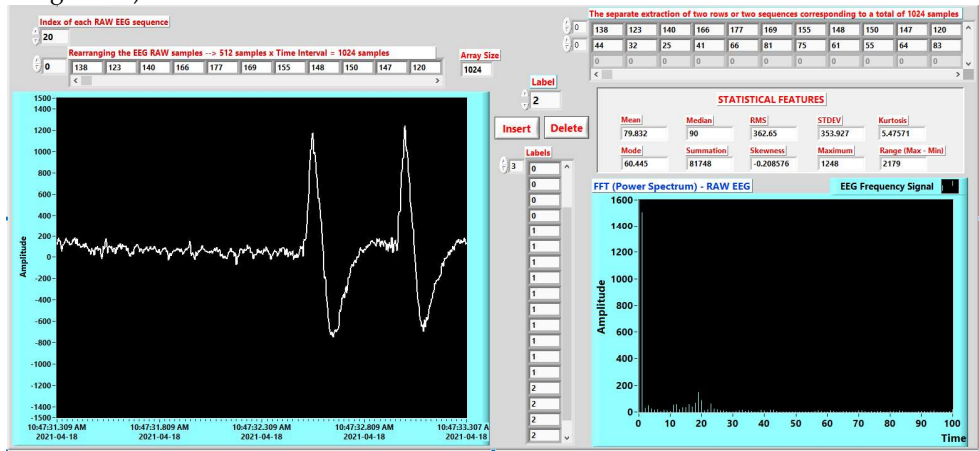 Index of each RAW EEG sequence
20
Rearranging the EEG RAW samples --> 512 samples x Time Interval = 1024 samples
0 138 123 140 166 177 169 155 148 150 147 120
Array Size
1024
The separate extraction of two rows or two sequences corresponding to a total of 1024 samples
0 138 123 140 166 177 169 155 148 150 147 120
0 44 32 25 41 66 81 75 61 55 64 83
0 0 0 0 0 0 0 0 0 0 0
Label
2
Insert Delete
Labels
3
0
0
0
0
1
1
1
1
1
1
1
1
1
1
2
2
2
2
STATISTICAL FEATURES
Mean Median RMS STDEV Kurtosis
79.832 90 362.65 353.927 5.47571
Mode Summation Skewness Maximum Range (Max - Min)
60.445 81748 -0.208576 1248 2179
Amplitude
1500
1400
1200
1000
800
600
400
200
0
-200
-400
-600
-800
-1000
-1200
-1400
-1500
10:47:31.309 AM 10:47:31.809 AM 10:47:32.309 AM 10:47:32.809 AM 10:47:33.307 A
2021-04-18 2021-04-18 2021-04-18 2021-04-18 2021-04-18
FFT (Power Spectrum) - RAW EEG
EEG Frequency Signal
Amplitude
1600
1400
1200
1000
800
600
400
200
0
0 10 20 30 40 50 60 70 80 90 100
Time